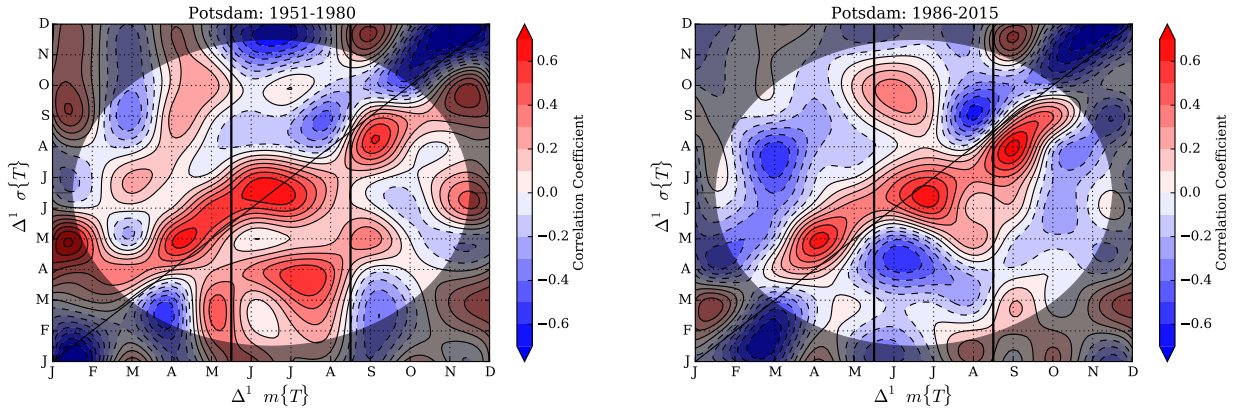 Potsdam: 1951-1980
D
N
O
S
A
J
J
M
A
M
F
J
J F M A M J J A S O N D
Δ¹ σ{T}
Δ¹ m{T}
0.6
0.4
0.2
0.0
−0.2
−0.4
−0.6
Correlation Coefficient
Potsdam: 1986-2015
D
N
O
S
A
J
J
M
A
M
F
J
J F M A M J J A S O N D
Δ¹ σ{T}
Δ¹ m{T}
0.6
0.4
0.2
0.0
−0.2
−0.4
−0.6
Correlation Coefficient